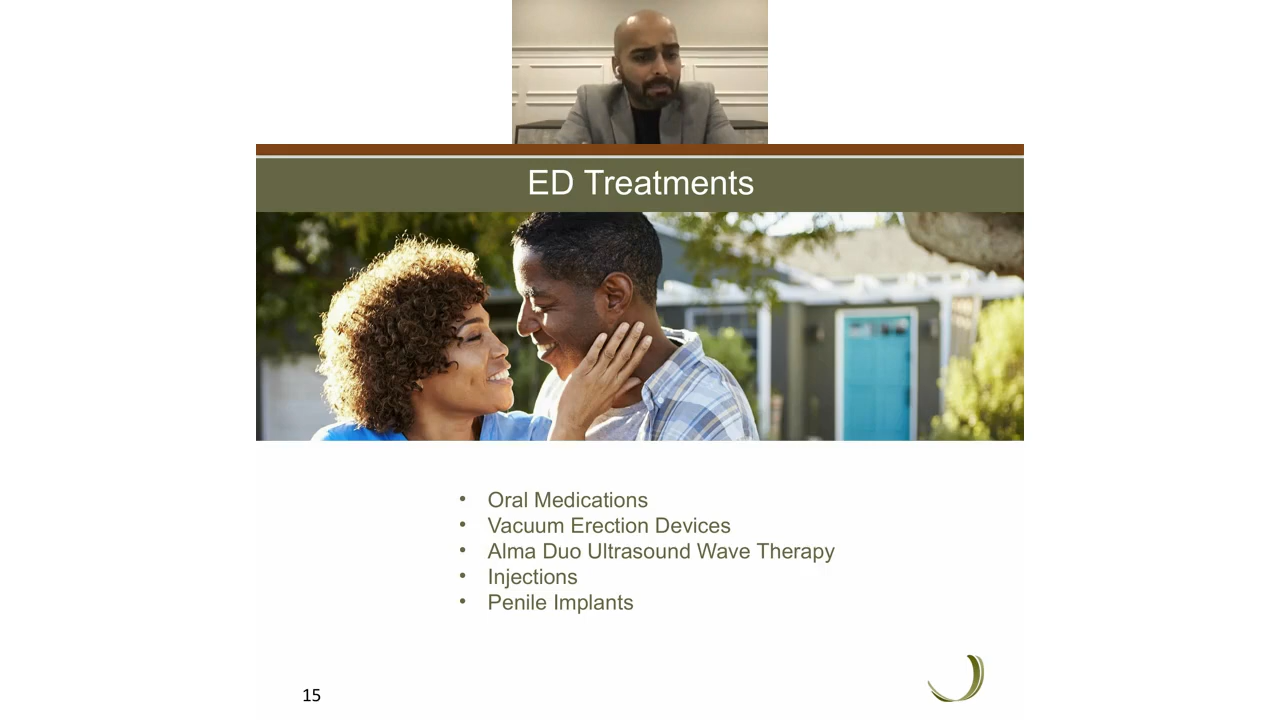 ED Treatments
• Oral Medications
• Vacuum Erection Devices
• Alma Duo Ultrasound Wave Therapy
• Injections
• Penile Implants
15